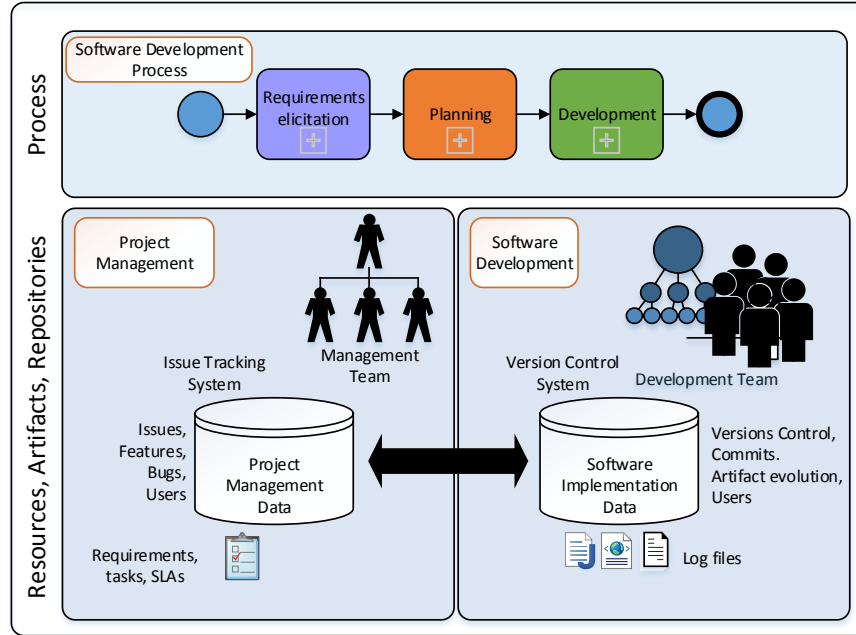 Process
Software Development
Process
Requirements
elicitation
Planning
Development
Resources, Artifacts, Repositories
Project
Management
Management
Team
Issue Tracking
System
Issues,
Features,
Bugs,
Users
Project
Management
Data
Requirements,
tasks, SLAs
Software
Development
Development Team
Version Control
System
Software
Implementation
Data
Versions Control,
Commits.
Artifact evolution,
Users
Log files